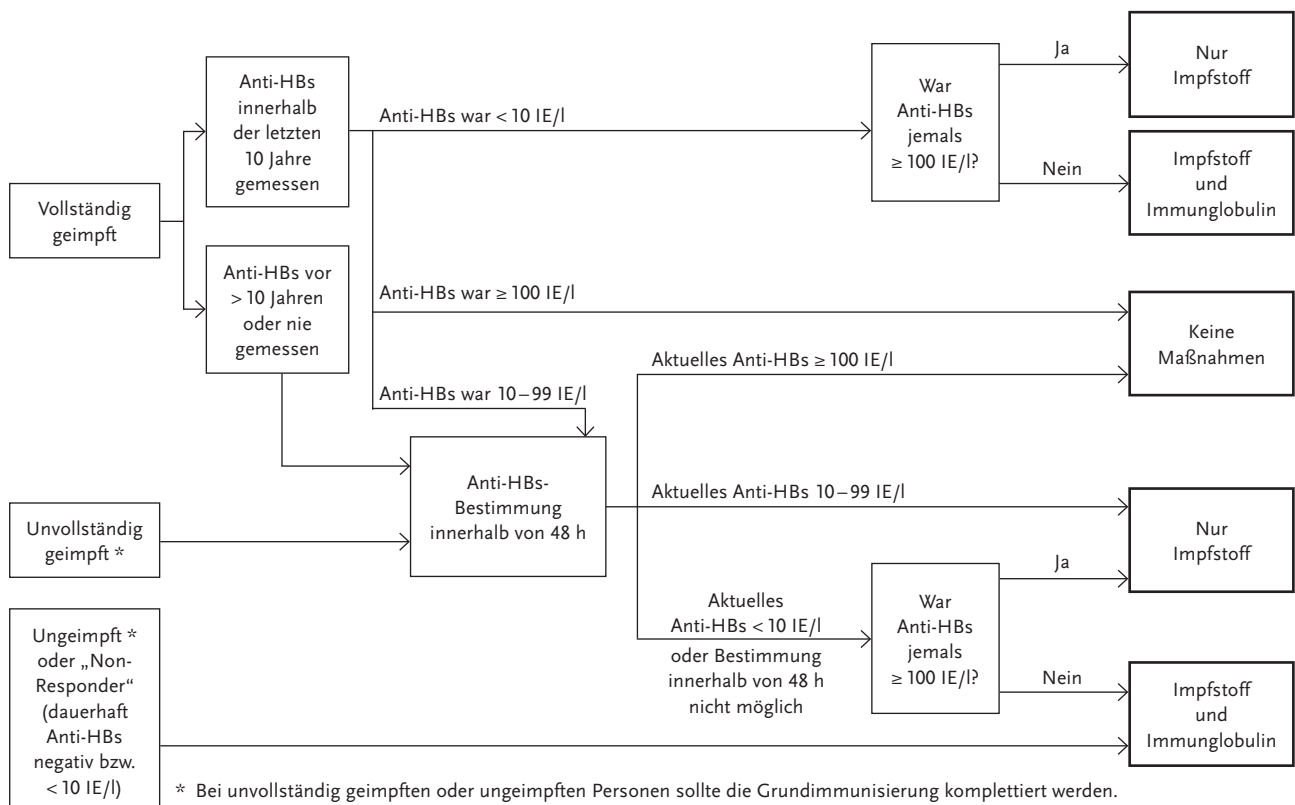 Vollständig
geimpft
Anti-HBs
innerhalb
der letzten
10 Jahre
gemessen
Anti-HBs vor
> 10 Jahren
oder nie
gemessen
Anti-HBs war < 10 IE/l
War
Anti-HBs
jemals
≥ 100 IE/l?
Ja
Nur
Impfstoff
Nein
Impfstoff
und
Immunglobulin
Anti-HBs war ≥ 100 IE/l
Keine
Maßnahmen
Anti-HBs war 10–99 IE/l
Unvollständig
geimpft *
Anti-HBs-
Bestimmung
innerhalb von 48 h
Aktuelles Anti-HBs ≥ 100 IE/l
Aktuelles Anti-HBs 10–99 IE/l
Nur
Impfstoff
Aktuelles
Anti-HBs < 10 IE/l
oder Bestimmung
innerhalb von 48 h
nicht möglich
War
Anti-HBs
jemals
≥ 100 IE/l?
Ja
Nein
Impfstoff
und
Immunglobulin
Ungeimpft *
oder „Non-
Responder“
(dauerhaft
Anti-HBs
negativ bzw.
< 10 IE/l)
* Bei unvollständig geimpften oder ungeimpften Personen sollte die Grundimmunisierung komplettiert werden.